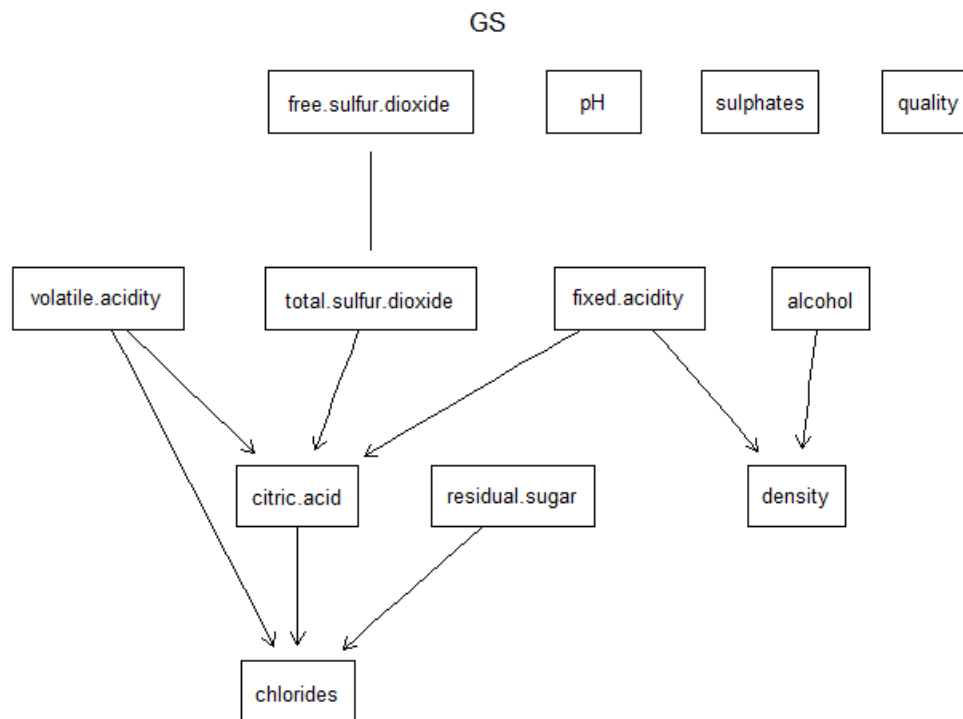 GS
free.sulfur.dioxide
pH
sulphates
quality
volatile.acidity
total.sulfur.dioxide
fixed.acidity
alcohol
citric.acid
residual.sugar
density
chlorides